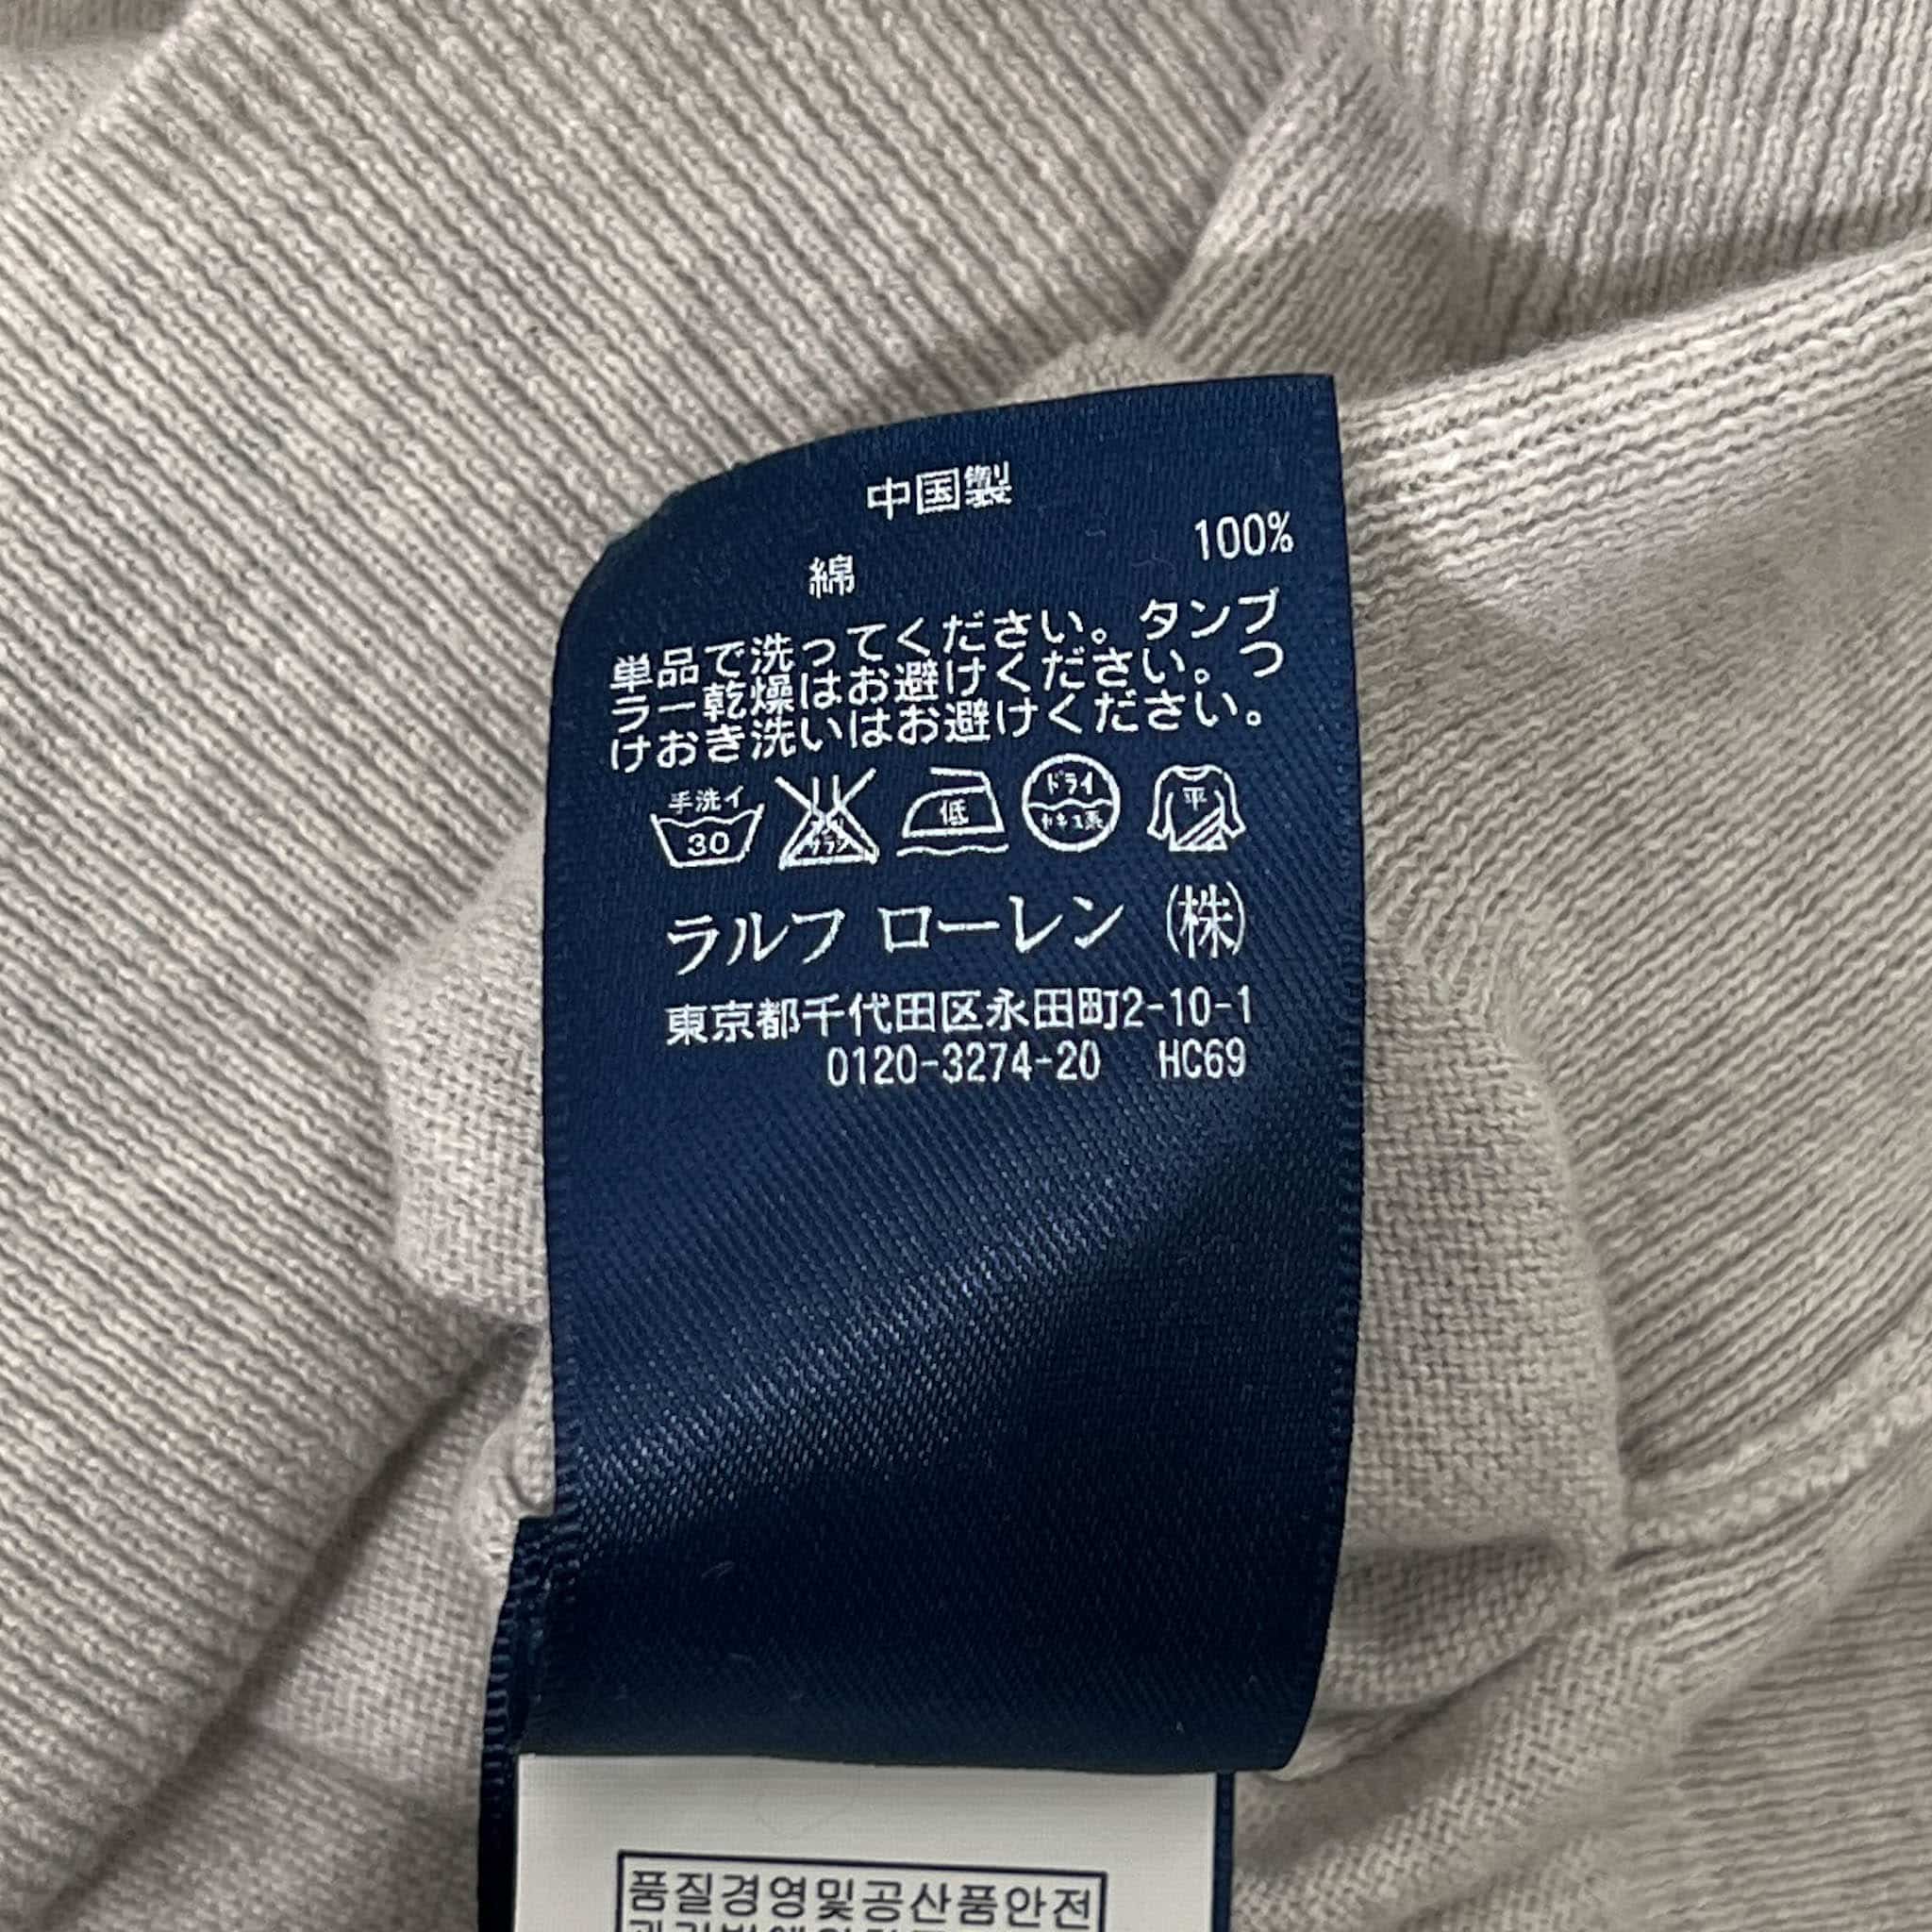 中国製
綿 100%
単品で洗ってください。タンブ
ラー乾燥はお避けください。つ
けおき洗いはお避けください。
手洗イ
30
低
ドライ
平
ラルフ ローレン (株)
東京都千代田区永田町2-10-1
0120-3274-20 HC69
품질경영및공산품안전